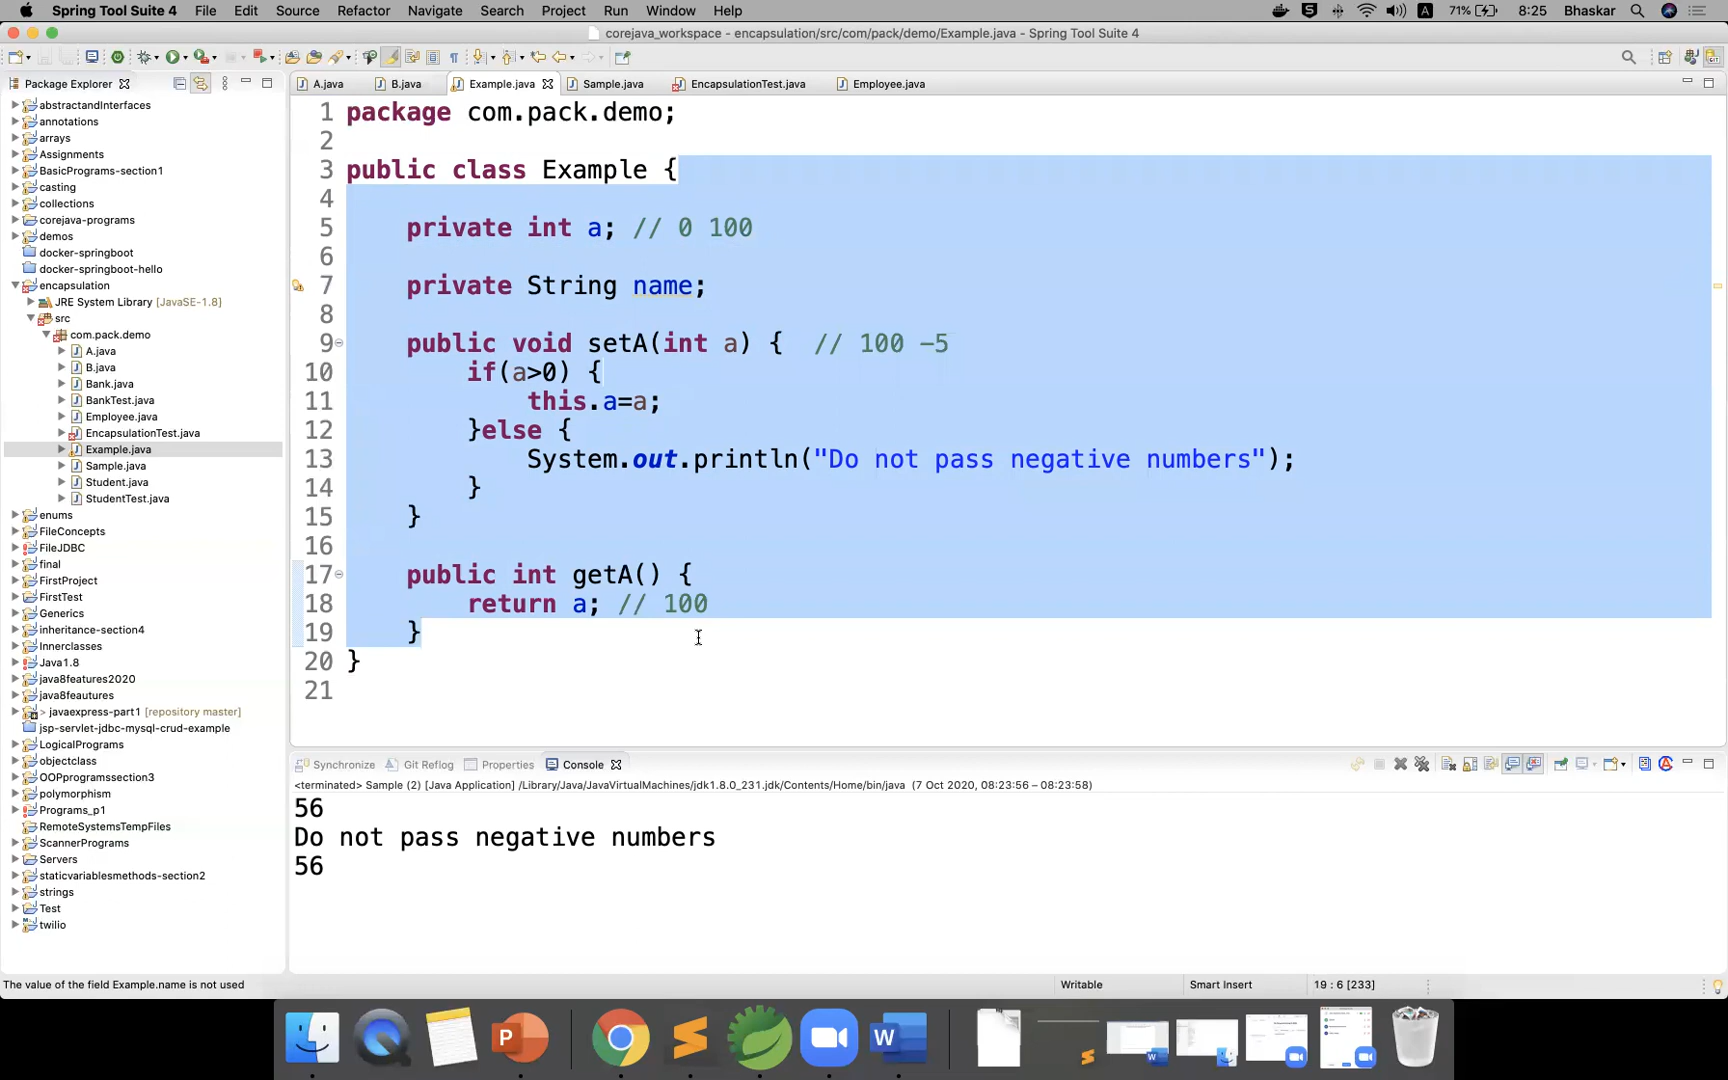 Spring Tool Suite 4 File Edit Source Refactor Navigate Search Project Run Window Help 71% 8:25 Bhaskar
corejava_workspace - encapsulation/src/com/pack/demo/Example.java - Spring Tool Suite 4
Package Explorer
abstractandInterfaces
annotations
arrays
Assignments
BasicPrograms-section1
casting
collections
corejava-programs
demos
docker-springboot
docker-springboot-hello
encapsulation
JRE System Library [JavaSE-1.8]
src
com.pack.demo
A.java
B.java
Bank.java
BankTest.java
Employee.java
EncapsulationTest.java
Example.java
Sample.java
Student.java
StudentTest.java
enums
FileConcepts
FileJDBC
final
FirstProject
FirstTest
Generics
inheritance-section4
Innerclasses
Java1.8
java8features2020
java8feautures
> javaexpress-part1 [repository master]
jsp-servlet-jdbc-mysql-crud-example
LogicalPrograms
objectclass
OOPprogramssection3
polymorphism
Programs_p1
RemoteSystemsTempFiles
ScannerPrograms
Servers
staticvariablesmethods-section2
strings
Test
twilio
A.java B.java Example.java Sample.java EncapsulationTest.java Employee.java
1 package com.pack.demo;
2
3 public class Example {
4
5 private int a; // 0 100
6
7 private String name;
8
9 public void setA(int a) { // 100 -5
10 if(a>0) {
11 this.a=a;
12 }else {
13 System.out.println("Do not pass negative numbers");
14 }
15 }
16
17 public int getA() {
18 return a; // 100
19 }
20 }
21
Synchronize Git Reflog Properties Console
<terminated> Sample (2) [Java Application] /Library/Java/JavaVirtualMachines/jdk1.8.0_231.jdk/Contents/Home/bin/java (7 Oct 2020, 08:23:56 – 08:23:58)
56
Do not pass negative numbers
56
The value of the field Example.name is not used Writable Smart Insert 19 : 6 [233]